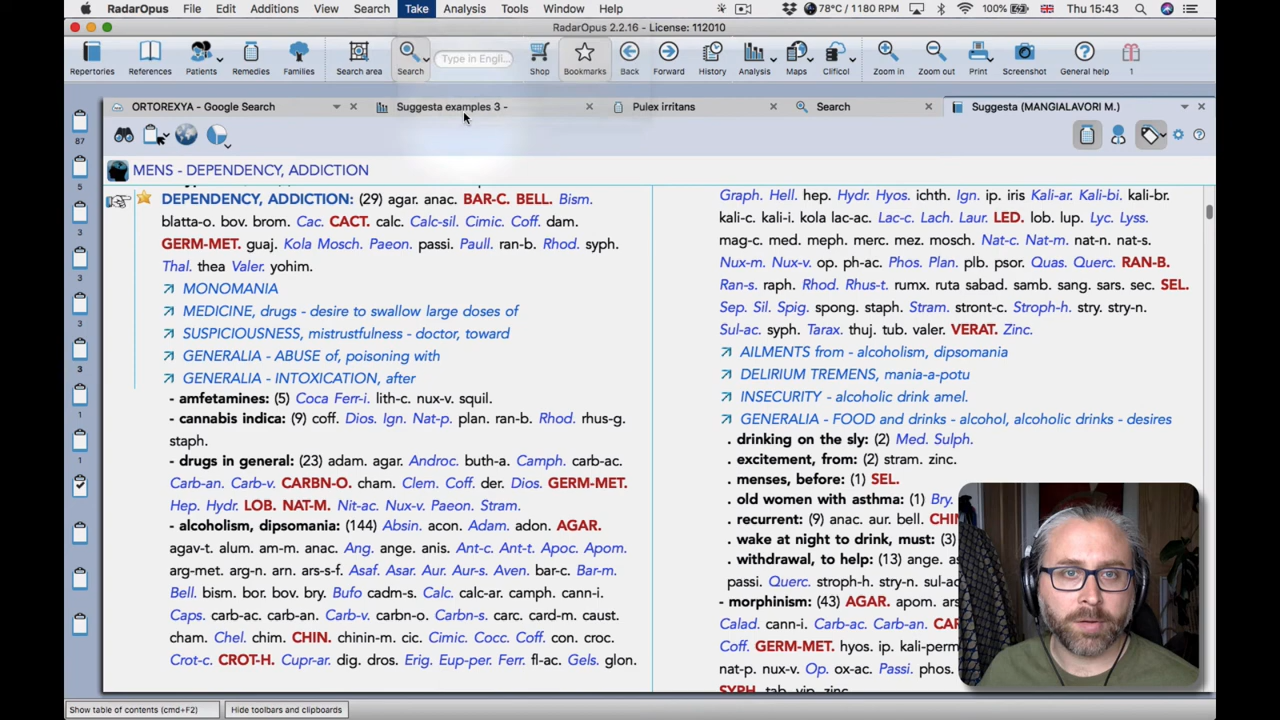 File Edit Additions View Search Take Analysis Tools Window Help 78°C / 1180 RPM 100% Thu 15:43
RadarOpus 2.2.16 - License: 112010
Type in Engli...
Repertories References Patients Remedies Families Search area Search Shop Bookmarks Back Forward History Analysis Maps Clificol Zoom in Zoom out Print Screenshot General help 1
ORTOREXYA - Google Search Suggesta examples 3 - Pulex irritans Search Suggesta (MANGIALAVORI M.)
87
5
3
3
3
3
1
1
MENS - DEPENDENCY, ADDICTION
DEPENDENCY, ADDICTION: (29) agar. anac. BAR-C. BELL. Bism.
blatta-o. bov. brom. Cac. CACT. calc. Calc-sil. Cimic. Coff. dam.
GERM-MET. guaj. Kola Mosch. Paeon. passi. Paull. ran-b. Rhod. syph.
Thal. thea Valer. yohim.
MONOMANIA
MEDICINE, drugs - desire to swallow large doses of
SUSPICIOUSNESS, mistrustfulness - doctor, toward
GENERALIA - ABUSE of, poisoning with
GENERALIA - INTOXICATION, after
- amfetamines: (5) Coca Ferr-i. lith-c. nux-v. squil.
- cannabis indica: (9) coff. Dios. Ign. Nat-p. plan. ran-b. Rhod. rhus-g.
staph.
- drugs in general: (23) adam. agar. Androc. buth-a. Camph. carb-ac.
Carb-an. Carb-v. CARBN-O. cham. Clem. Coff. der. Dios. GERM-MET.
Hep. Hydr. LOB. NAT-M. Nit-ac. Nux-v. Paeon. Stram.
- alcoholism, dipsomania: (144) Absin. acon. Adam. adon. AGAR.
agav-t. alum. am-m. anac. Ang. ange. anis. Ant-c. Ant-t. Apoc. Apom.
arg-met. arg-n. arn. ars-s-f. Asaf. Asar. Aur. Aur-s. Aven. bar-c. Bar-m.
Bell. bism. bor. bov. bry. Bufo cadm-s. Calc. calc-ar. camph. cann-i.
Caps. carb-ac. carb-an. Carb-v. carbn-o. Carbn-s. carc. card-m. caust.
cham. Chel. chim. CHIN. chinin-m. cic. Cimic. Cocc. Coff. con. croc.
Crot-c. CROT-H. Cupr-ar. dig. dros. Erig. Eup-per. Ferr. fl-ac. Gels. glon.
Graph. Hell. hep. Hydr. Hyos. ichth. Ign. ip. iris Kali-ar. Kali-bi. kali-br.
kali-c. kali-i. kola lac-ac. Lac-c. Lach. Laur. LED. lob. lup. Lyc. Lyss.
mag-c. med. meph. merc. mez. mosch. Nat-c. Nat-m. nat-n. nat-s.
Nux-m. Nux-v. op. ph-ac. Phos. Plan. plb. psor. Quas. Querc. RAN-B.
Ran-s. raph. Rhod. Rhus-t. rumx. ruta sabad. samb. sang. sars. sec. SEL.
Sep. Sil. Spig. spong. staph. Stram. stront-c. Stroph-h. stry. stry-n.
Sul-ac. syph. Tarax. thuj. tub. valer. VERAT. Zinc.
AILMENTS from - alcoholism, dipsomania
DELIRIUM TREMENS, mania-a-potu
INSECURITY - alcoholic drink amel.
GENERALIA - FOOD and drinks - alcohol, alcoholic drinks - desires
. drinking on the sly: (2) Med. Sulph.
. excitement, from: (2) stram. zinc.
. menses, before: (1) SEL.
. old women with asthma: (1) Bry.
. recurrent: (9) anac. aur. bell.
. wake at night to drink, must: (3)
. withdrawal, to help: (13) ange.
passi. Querc. stroph-h. stry-n.
- morphinism: (43) AGAR. apom.
Calad. cann-i. Carb-ac. Carb-an.
Coff. GERM-MET. hyos. ip.
nat-p. nux-v. Op. ox-ac. Passi. phos.
Show table of contents (cmd+F2) Hide toolbars and clipboards